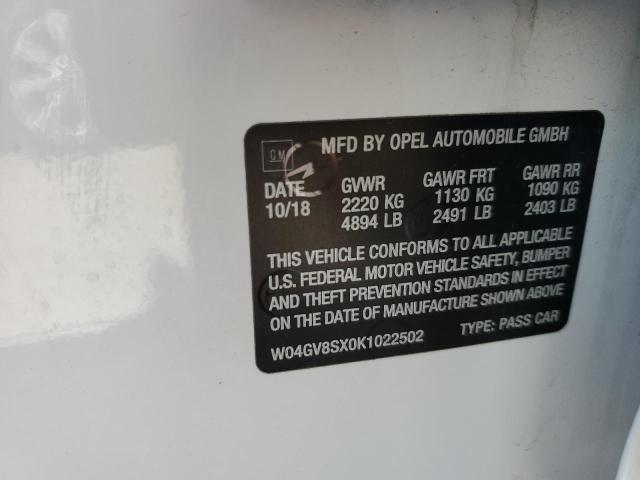 GM
MFD BY OPEL AUTOMOBILE GMBH
DATE GVWR GAWR FRT GAWR RR
10/18 2220 KG 1130 KG 1090 KG
4894 LB 2491 LB 2403 LB
THIS VEHICLE CONFORMS TO ALL APPLICABLE
U.S. FEDERAL MOTOR VEHICLE SAFETY, BUMPER
AND THEFT PREVENTION STANDARDS IN EFFECT
ON THE DATE OF MANUFACTURE SHOWN ABOVE
W04GV8SX0K1022502 TYPE: PASS CAR